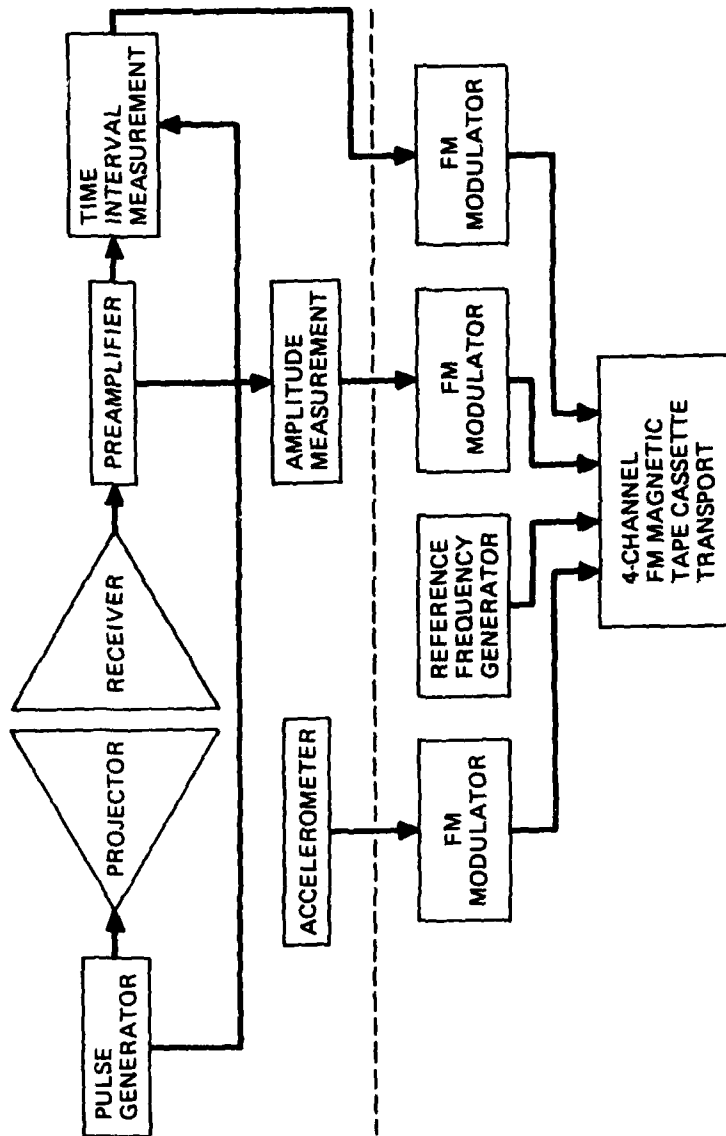 PULSE
GENERATOR
PROJECTOR
RECEIVER
PREAMPLIFIER
TIME
INTERVAL
MEASUREMENT
ACCELEROMETER
AMPLITUDE
MEASUREMENT
FM
MODULATOR
REFERENCE
FREQUENCY
GENERATOR
FM
MODULATOR
FM
MODULATOR
4-CHANNEL
FM MAGNETIC
TAPE CASSETTE
TRANSPORT